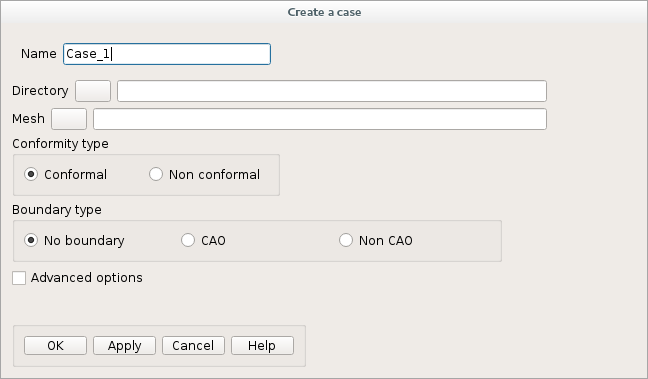 Create a case
Name Case_1
Directory
Mesh
Conformity type
Conformal Non conformal
Boundary type
No boundary CAO Non CAO
Advanced options
OK Apply Cancel Help